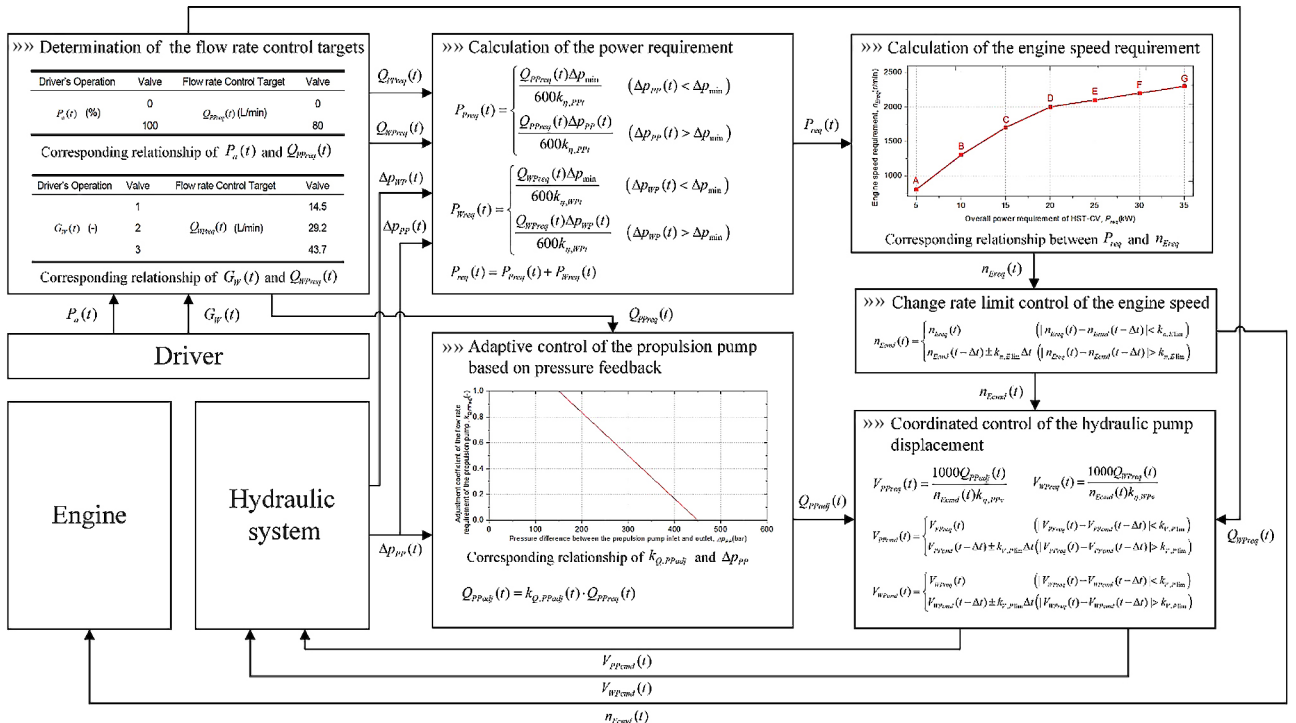 »» Determination of the flow rate control targets
Driver's Operation Valve Flow rate Control Target Valve
P_a(t) (%) Q_PPreq(t) (L/min)
0 0
100 80
Corresponding relationship of P_a(t) and Q_PPreq(t)
Driver's Operation Valve Flow rate Control Target Valve
1 14.5
G_W(t) (-) 2 Q_WPreq(t) (L/min) 29.2
3 43.7
Corresponding relationship of G_W(t) and Q_WPreq(t)
P_a(t)
G_W(t)
Driver
Engine
Hydraulic
system
Q_PPreq(t)
Q_WPreq(t)
Δp_WP(t)
Δp_PP(t)
Δp_PP(t)
»» Calculation of the power requirement
P_Preq(t) = { Q_PPreq(t)Δp_min / 600k_η,PPt (Δp_PP(t) < Δp_min)
Q_PPreq(t)Δp_PP(t) / 600k_η,PPt (Δp_PP(t) > Δp_min)
P_Wreq(t) = { Q_WPreq(t)Δp_min / 600k_η,WPt (Δp_WP(t) < Δp_min)
Q_WPreq(t)Δp_WP(t) / 600k_η,WPt (Δp_WP(t) > Δp_min)
P_req(t) = P_Preq(t) + P_Wreq(t)
Q_PPreq(t)
»» Adaptive control of the propulsion pump
based on pressure feedback
Adjustment coefficient of the flow rate
requirement of the propulsion pump, k_Q,PPadj(-)
1.0
0.8
0.6
0.4
0.2
0.0
0 100 200 300 400 500 600
Pressure difference between the propulsion pump inlet and outlet, Δp_PP(bar)
Corresponding relationship of k_Q,PPadj and Δp_PP
Q_PPadj(t) = k_Q,PPadj(t)·Q_PPreq(t)
P_req(t)
Q_PPadj(t)
»» Calculation of the engine speed requirement
Engine speed requirement, n_Ereq(r/min)
2500
2000
1500
1000
A B C D E F G
5 10 15 20 25 30 35
Overall power requirement of HST-CV, P_req(kW)
Corresponding relationship between P_req and n_Ereq
n_Ereq(t)
»» Change rate limit control of the engine speed
n_Ecmd(t) = { n_Ereq(t) (|n_Ereq(t) − n_Ecmd(t−Δt)| < k_n,Elim)
n_Ecmd(t−Δt) ± k_n,Elim Δt (|n_Ereq(t) − n_Ecmd(t−Δt)| > k_n,Elim)
n_Ecmd(t)
»» Coordinated control of the hydraulic pump
displacement
V_PPreq(t) = 1000Q_PPadj(t) / n_Ecmd(t)k_η,PPv V_WPreq(t) = 1000Q_WPreq(t) / n_Ecmd(t)k_η,WPv
V_PPcmd(t) = { V_PPreq(t) (|V_PPreq(t) − V_PPcmd(t−Δt)| < k_V,Plim)
V_PPcmd(t−Δt) ± k_V,Plim Δt (|V_PPreq(t) − V_PPcmd(t−Δt)| > k_V,Plim)
V_WPcmd(t) = { V_WPreq(t) (|V_WPreq(t) − V_WPcmd(t−Δt)| < k_V,Plim)
V_WPcmd(t−Δt) ± k_V,Plim Δt (|V_WPreq(t) − V_WPcmd(t−Δt)| > k_V,Plim)
Q_WPreq(t)
V_PPcmd(t)
V_WPcmd(t)
n_Ecmd(t)